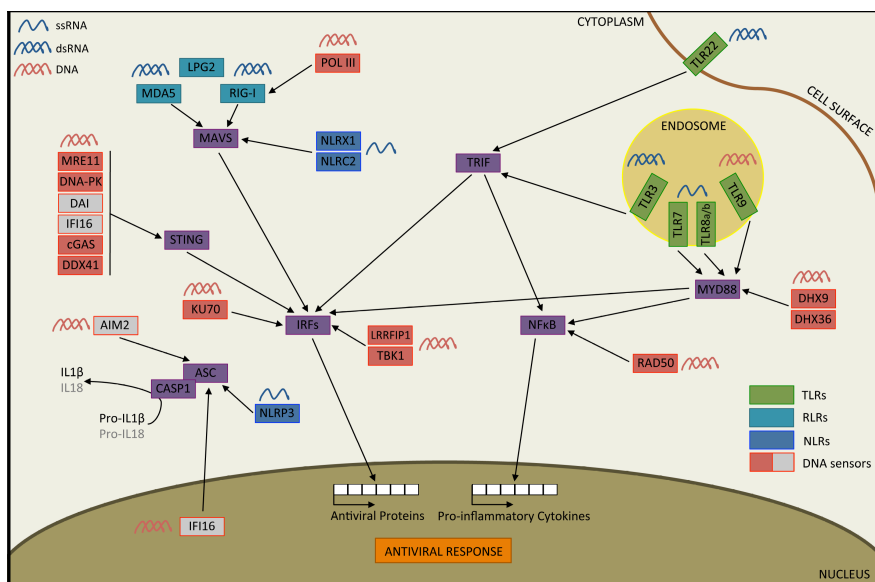 ssRNA
dsRNA
DNA
CYTOPLASM
CELL SURFACE
TLR22
LPG2
POL III
MDA5
RIG-I
MAVS
NLRX1
NLRC2
TRIF
ENDOSOME
TLR3
TLR7
TLR8a/b
TLR9
MRE11
DNA-PK
DAI
IFI16
cGAS
DDX41
STING
MYD88
DHX9
DHX36
KU70
IRFs
LRRFIP1
TBK1
NFκB
RAD50
AIM2
ASC
CASP1
IL1β
IL18
Pro-IL1β
Pro-IL18
NLRP3
TLRs
RLRs
NLRs
DNA sensors
IFI16
Antiviral Proteins
Pro-inflammatory Cytokines
ANTIVIRAL RESPONSE
NUCLEUS